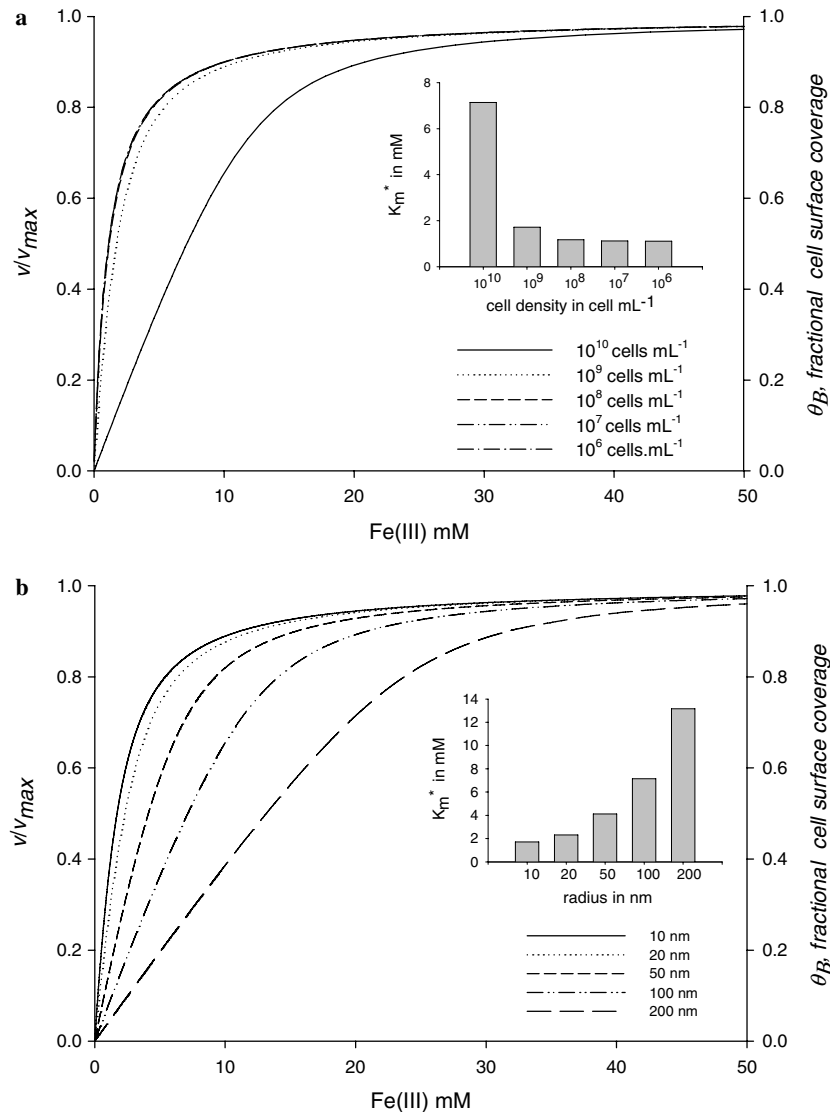 a
1.0
0.8
0.6
0.4
0.2
0.0
v/vmax
0 10 20 30 40 50
Fe(III) mM
1.0
0.8
0.6
0.4
0.2
0.0
θB, fractional cell surface coverage
8
6
4
2
0
Km* in mM
10^10 10^9 10^8 10^7 10^6
cell density in cell mL^-1
10^10 cells mL^-1
10^9 cells mL^-1
10^8 cells mL^-1
10^7 cells mL^-1
10^6 cells.mL^-1
b
1.0
0.8
0.6
0.4
0.2
0.0
v/vmax
0 10 20 30 40 50
Fe(III) mM
1.0
0.8
0.6
0.4
0.2
0.0
θB, fractional cell surface coverage
14
12
10
8
6
4
2
0
Km* in mM
10 20 50 100 200
radius in nm
10 nm
20 nm
50 nm
100 nm
200 nm